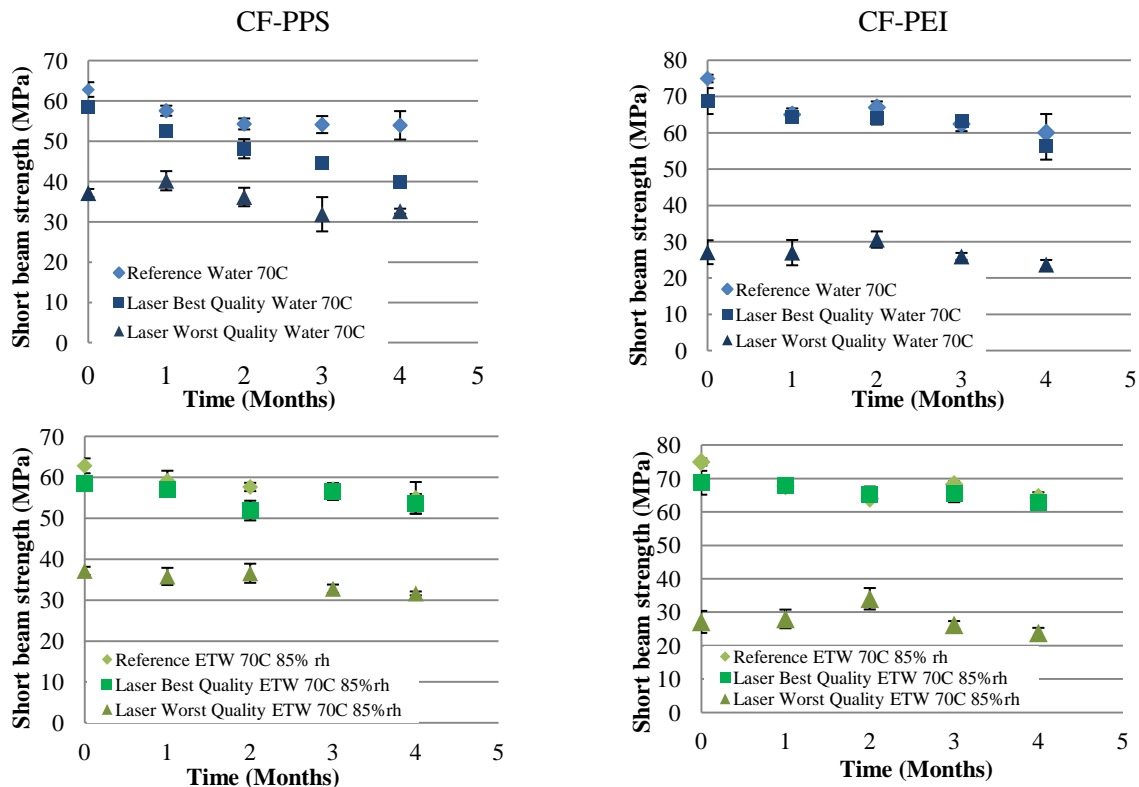 CF-PPS
CF-PEI
Short beam strength (MPa)
70
60
50
40
30
20
10
0
Reference Water 70C
Laser Best Quality Water 70C
Laser Worst Quality Water 70C
0 1 2 3 4 5
Time (Months)
Short beam strength (MPa)
80
70
60
50
40
30
20
10
0
Reference Water 70C
Laser Best Quality Water 70C
Laser Worst Quality Water 70C
0 1 2 3 4 5
Time (Months)
Short beam strength (MPa)
70
60
50
40
30
20
10
0
Reference ETW 70C 85% rh
Laser Best Quality ETW 70C 85%rh
Laser Worst Quality ETW 70C 85%rh
0 1 2 3 4 5
Time (Months)
Short beam strength (MPa)
80
70
60
50
40
30
20
10
0
Reference ETW 70C 85% rh
Laser Best Quality ETW 70C 85%rh
Laser Worst Quality ETW 70C 85%rh
0 1 2 3 4 5
Time (Months)